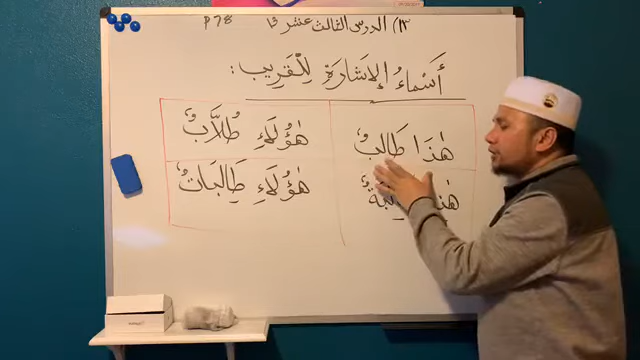 ١٣/ الدرس الثالث عشر P78
أَسْمَاءُ الإِشَارَةِ لِلْقَرِيبِ :
هٰذَا طَالِبٌ هٰؤُلَاءِ طُلَّابٌ
هٰؤُلَاءِ طَالِبَاتٌ